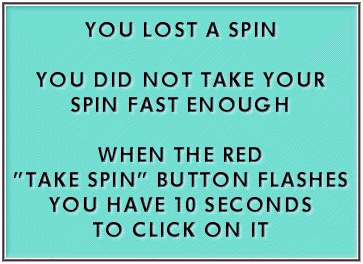 YOU LOST A SPIN
YOU DID NOT TAKE YOUR
SPIN FAST ENOUGH
WHEN THE RED
"TAKE SPIN" BUTTON FLASHES
YOU HAVE 10 SECONDS
TO CLICK ON IT